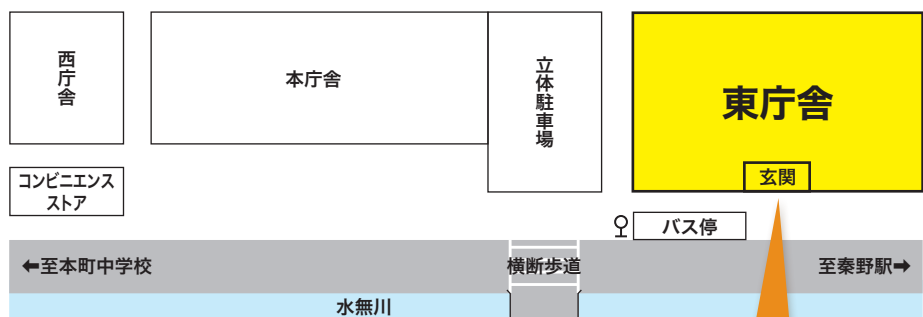 西庁舎
本庁舎
立体駐車場
東庁舎
玄関
コンビニエンス
ストア
バス停
←至本町中学校
横断歩道
至秦野駅→
水無川